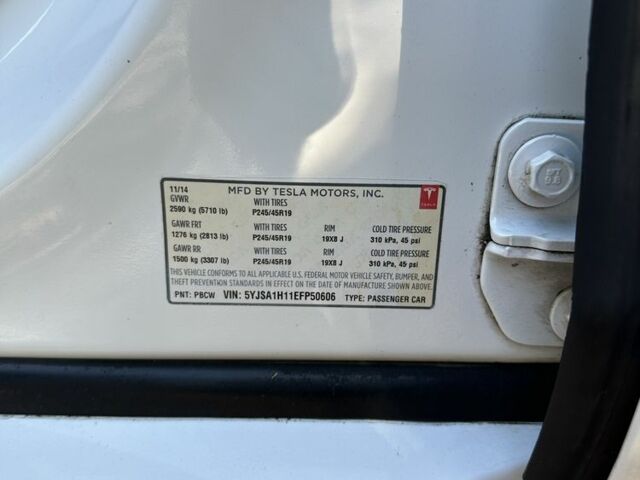 11/14 MFD BY TESLA MOTORS, INC.
GVWR WITH TIRES
2590 kg (5710 lb) P245/45R19
GAWR FRT WITH TIRES RIM COLD TIRE PRESSURE
1276 kg (2813 lb) P245/45R19 19X8 J 310 kPa, 45 psi
GAWR RR WITH TIRES RIM COLD TIRE PRESSURE
1500 kg (3307 lb) P245/45R19 19X8 J 310 kPa, 45 psi
THIS VEHICLE CONFORMS TO ALL APPLICABLE U.S. FEDERAL MOTOR VEHICLE SAFETY, BUMPER, AND
THEFT PREVENTION STANDARDS IN EFFECT ON THE DATE OF MANUFACTURE SHOWN ABOVE.
PNT: PBCW VIN: 5YJSA1H11EFP50606 TYPE: PASSENGER CAR
TESLA
9.8